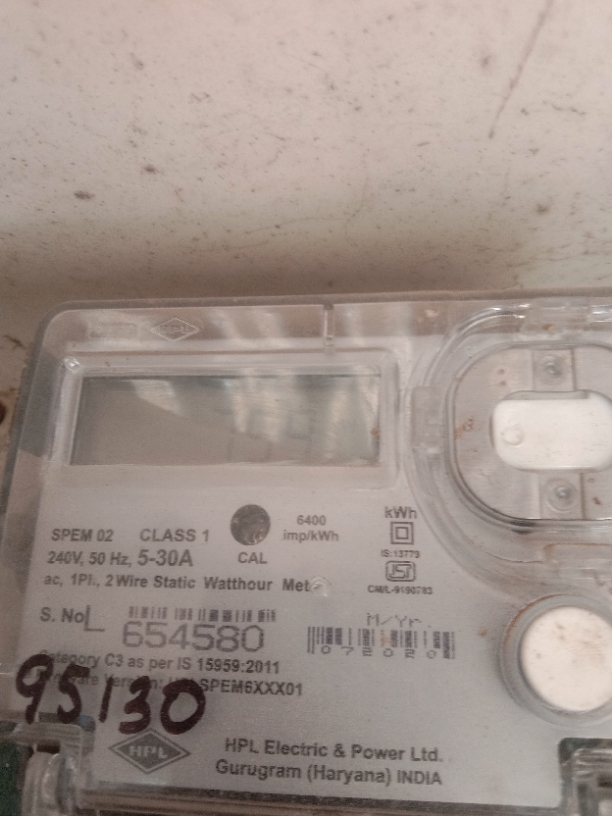 SPEM 02 CLASS 1 6400 kWh
240V, 50 Hz, 5-30A CAL imp/kWh IS:13779
ac, 1Ph., 2 Wire Static Watthour Met
CM/L-9190783
S. No L 654580 M/Yr.
072020
Category C3 as per IS 15959:2011
SPEM6XXX01
95130
HPL
HPL Electric & Power Ltd.
Gurugram (Haryana) INDIA